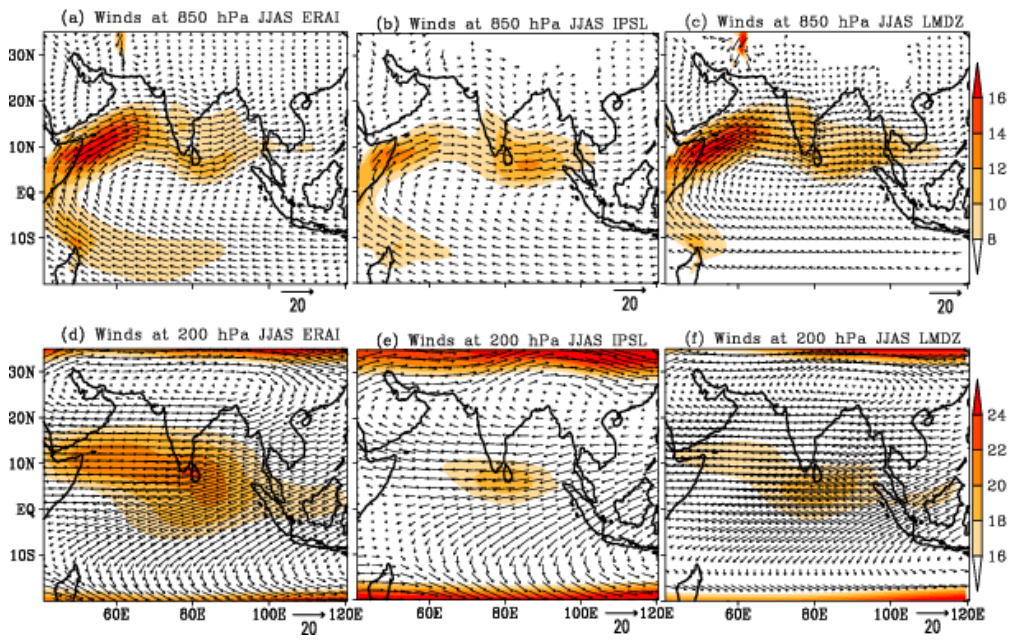 (a) Winds at 850 hPa JJAS ERAI
(b) Winds at 850 hPa JJAS IPSL
(c) Winds at 850 hPa JJAS LMDZ
30N
20N
10N
EQ
10S
16
14
12
10
8
20
20
20
(d) Winds at 200 hPa JJAS ERAI
(e) Winds at 200 hPa JJAS IPSL
(f) Winds at 200 hPa JJAS LMDZ
30N
20N
10N
EQ
10S
24
22
20
18
16
60E 80E 100E 120E
60E 80E 100E 120E
60E 80E 100E 120E
20
20
20